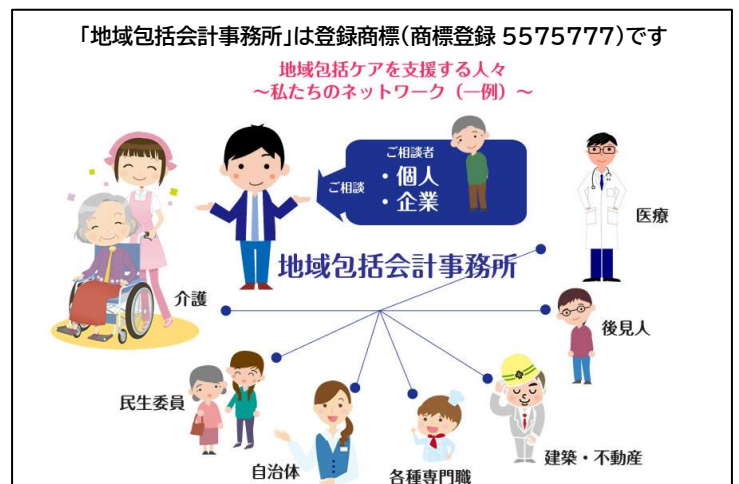 「地域包括会計事務所」は登録商標(商標登録 5575777)です
地域包括ケアを支援する人々
～私たちのネットワーク（一例）～
ご相談者
・個人
・企業
ご相談
医療
地域包括会計事務所
介護
後見人
民生委員
建築・不動産
自治体
各種専門職